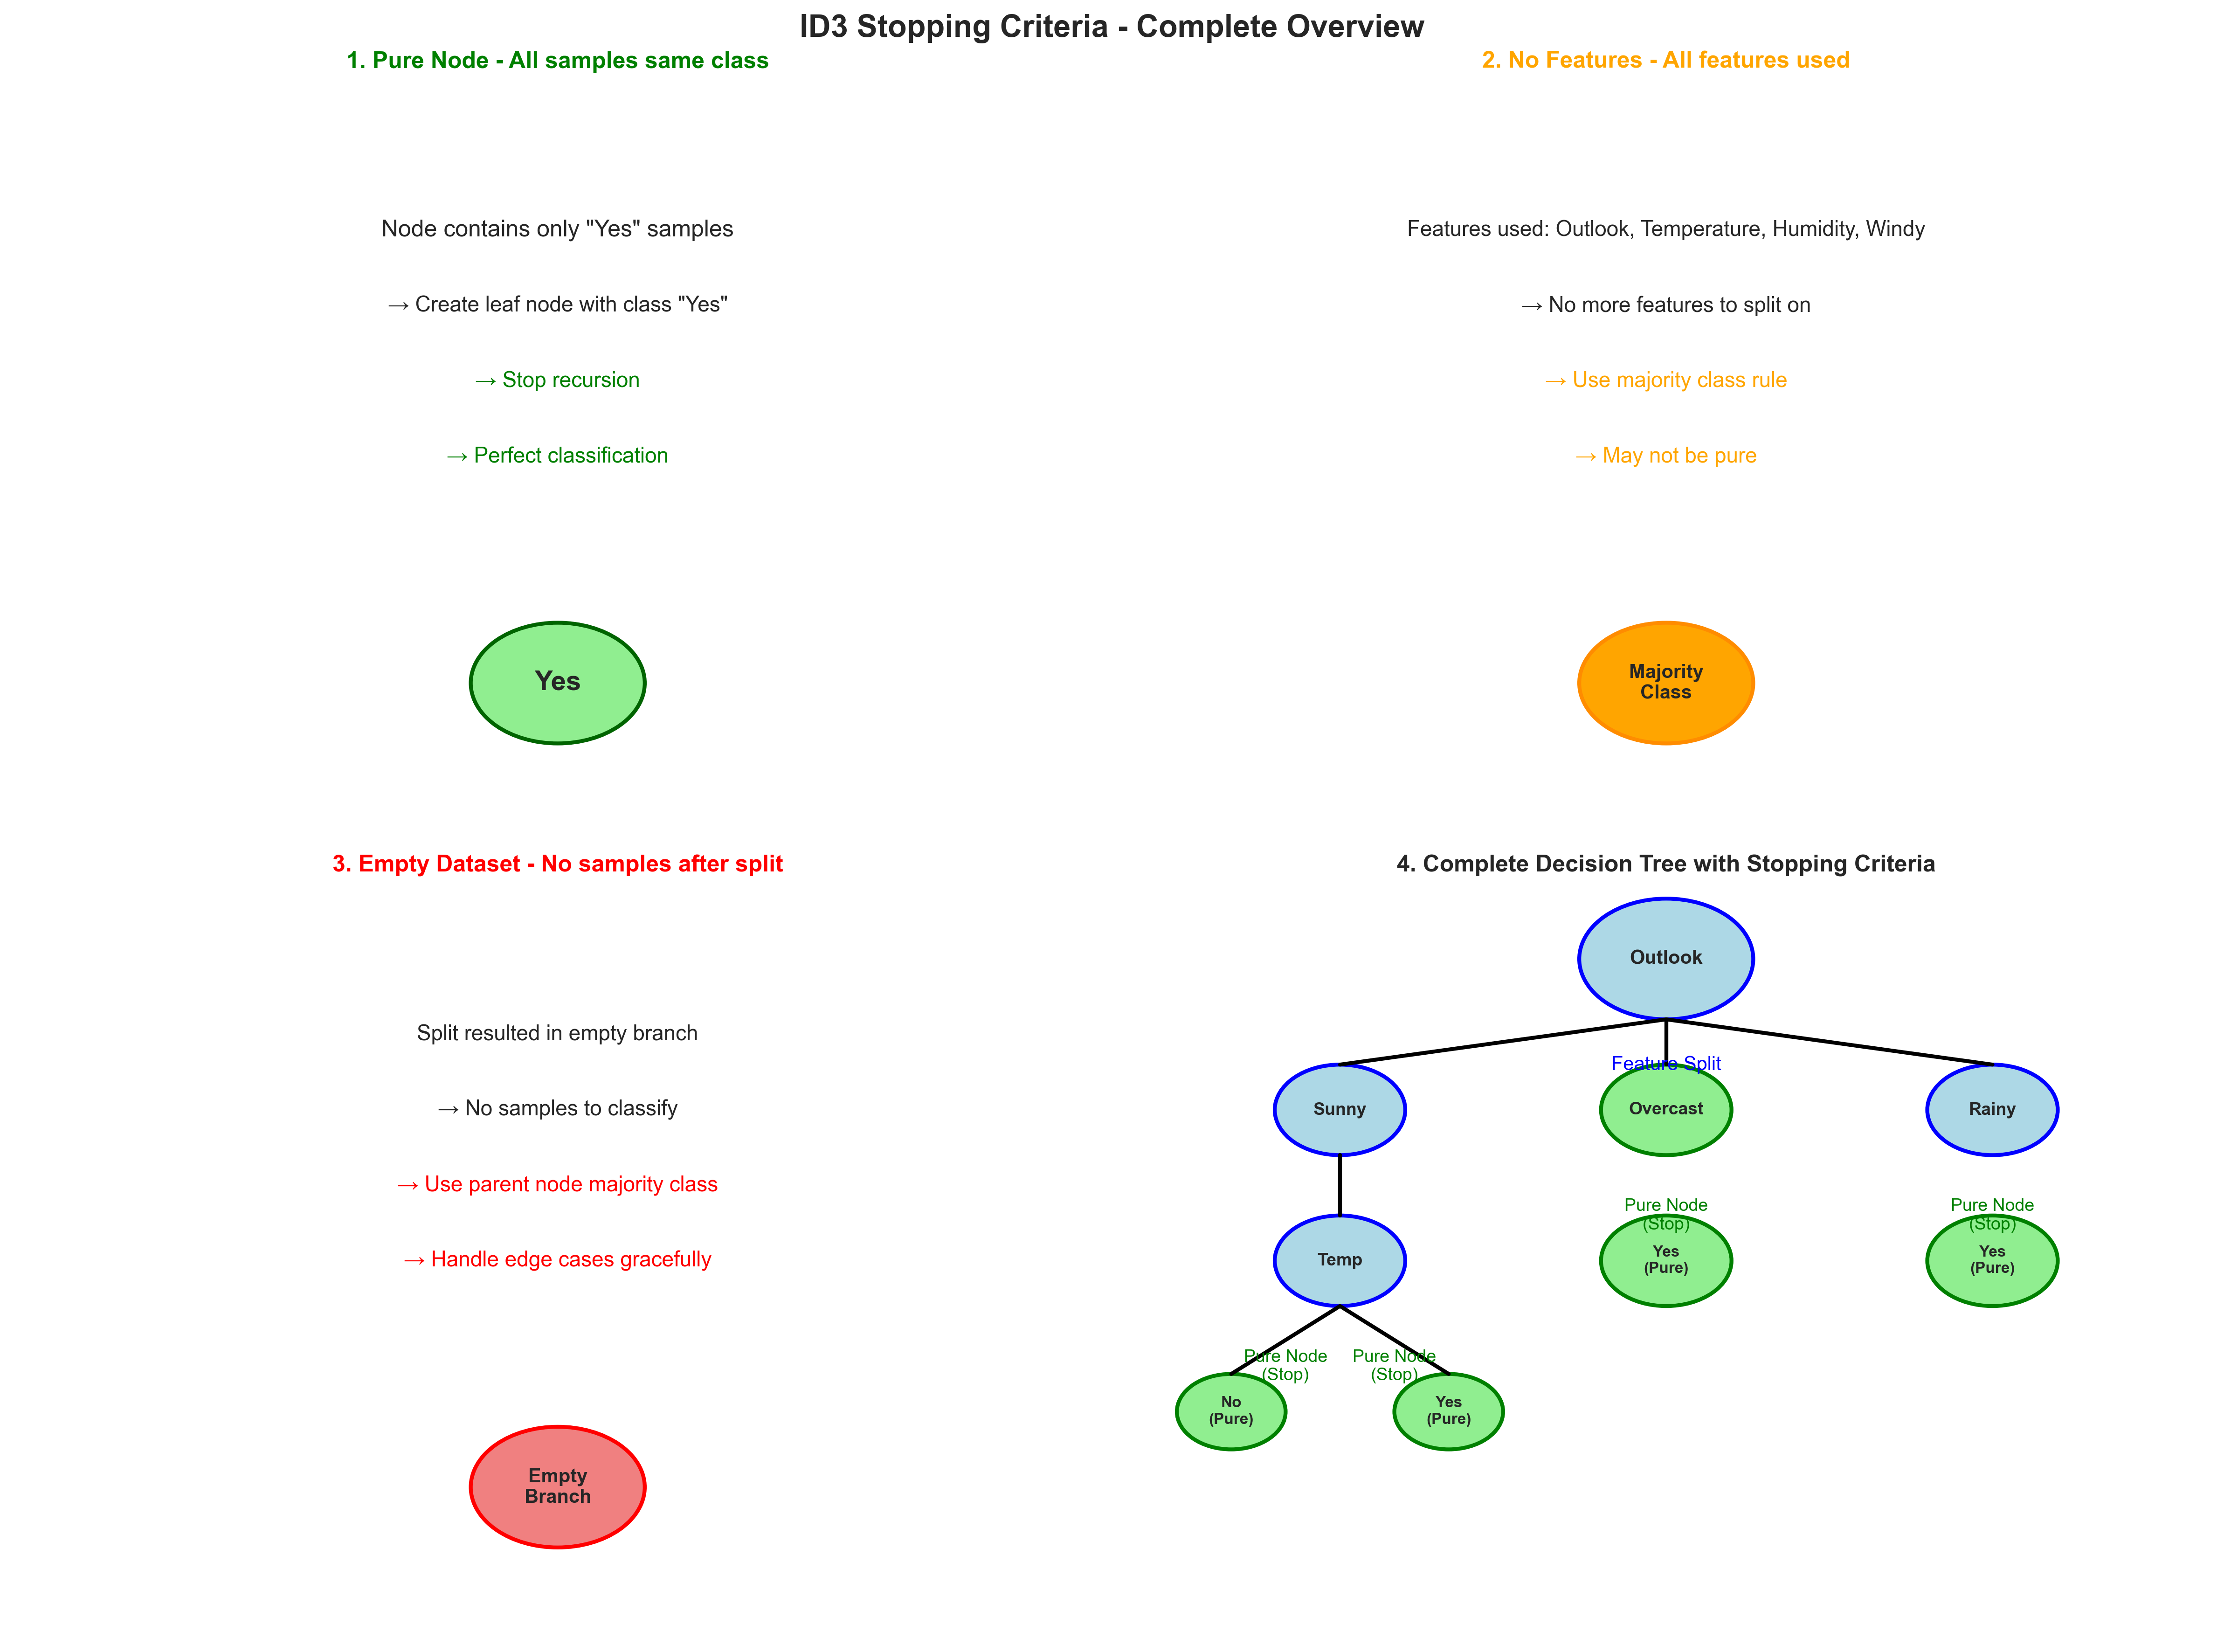 ID3 Stopping Criteria - Complete Overview
1. Pure Node - All samples same class
Node contains only "Yes" samples
→ Create leaf node with class "Yes"
→ Stop recursion
→ Perfect classification
Yes
2. No Features - All features used
Features used: Outlook, Temperature, Humidity, Windy
→ No more features to split on
→ Use majority class rule
→ May not be pure
Majority
Class
3. Empty Dataset - No samples after split
Split resulted in empty branch
→ No samples to classify
→ Use parent node majority class
→ Handle edge cases gracefully
Empty
Branch
4. Complete Decision Tree with Stopping Criteria
Outlook
Feature Split
Sunny
Overcast
Rainy
Temp
Pure Node
(Stop)
Yes
(Pure)
Pure Node
(Stop)
Yes
(Pure)
Pure Node
(Stop)
Pure Node
(Stop)
No
(Pure)
Yes
(Pure)